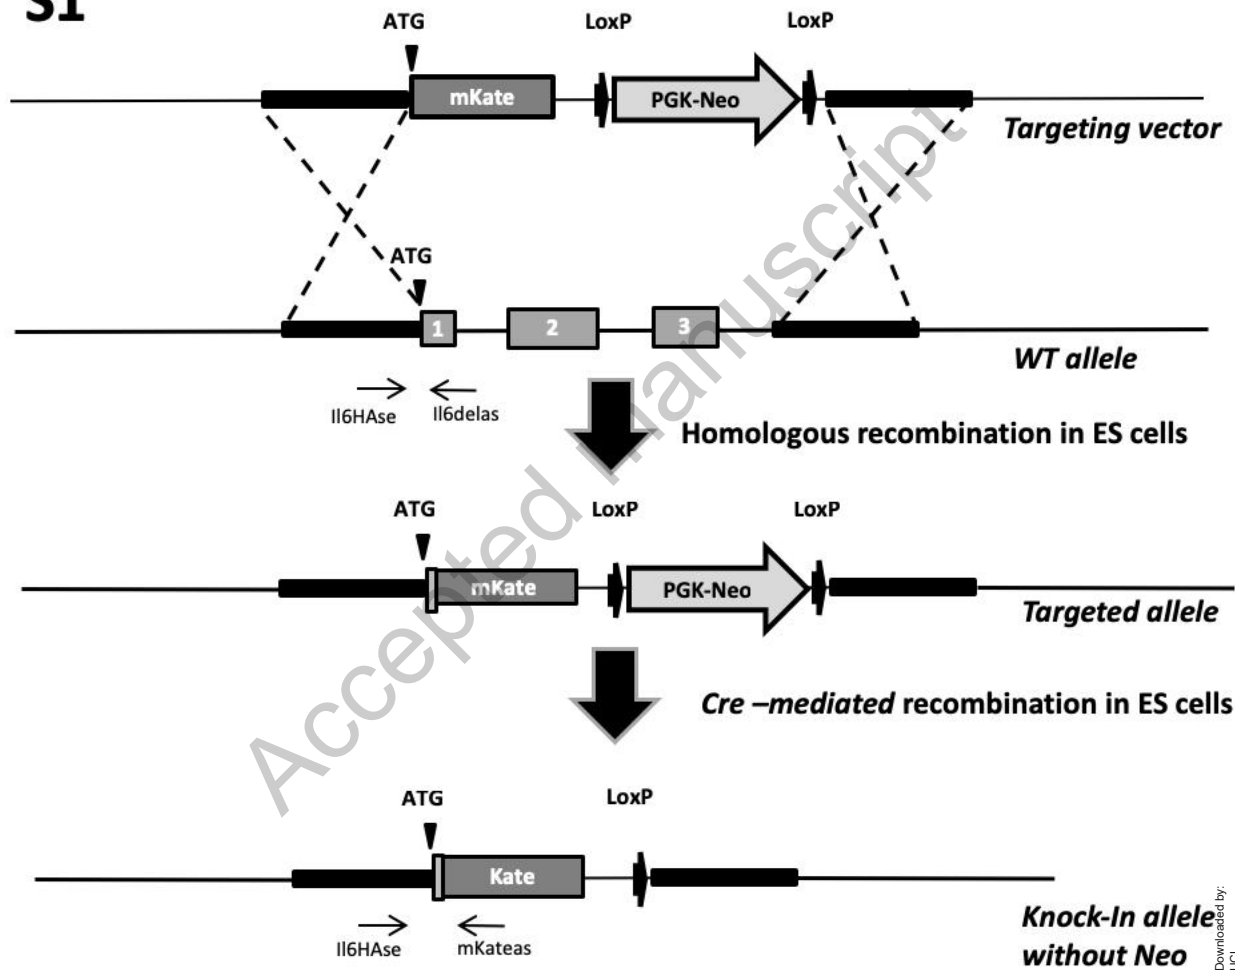 S1
ATG LoxP LoxP
mKate PGK-Neo
Targeting vector
ATG
1 2 3
WT allele
Il6HAse Il6delas
Homologous recombination in ES cells
ATG LoxP LoxP
mKate PGK-Neo
Targeted allele
Cre –mediated recombination in ES cells
ATG LoxP
Kate
Knock-In allele
without Neo
Il6HAse mKateas
Accepted manuscript
Downloaded by: